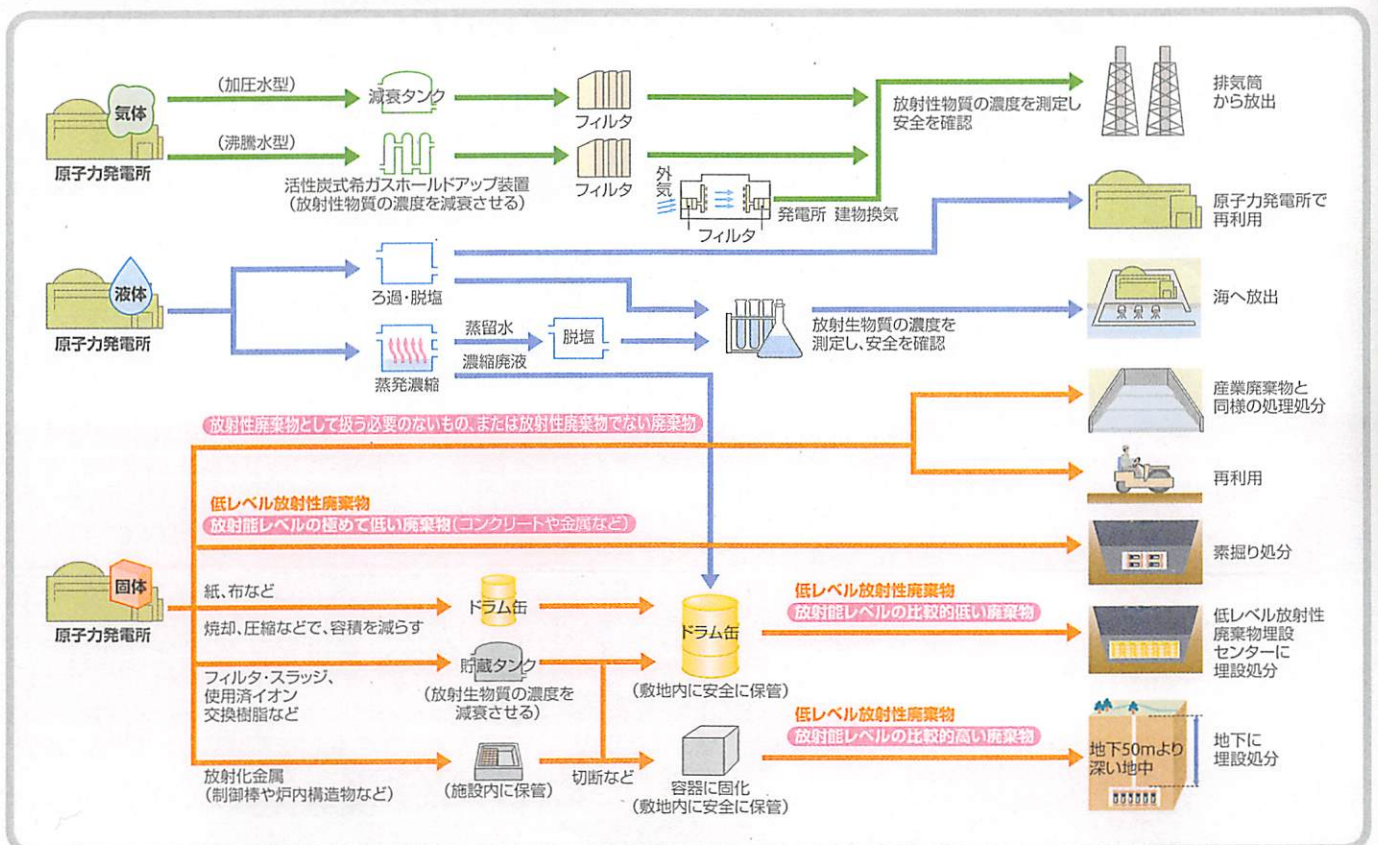 気体
原子力発電所
(加圧水型)
減衰タンク
フィルタ
(沸騰水型)
活性炭式希ガスホールドアップ装置
(放射性物質の濃度を減衰させる)
フィルタ
外気
フィルタ
発電所 建物換気
放射性物質の濃度を測定し
安全を確認
排気筒
から放出
原子力発電所で
再利用
液体
原子力発電所
ろ過・脱塩
蒸発濃縮
蒸留水
濃縮廃液
脱塩
放射生物質の濃度を
測定し、安全を確認
海へ放出
放射性廃棄物として扱う必要のないもの、または放射性廃棄物でない廃棄物
産業廃棄物と
同様の処理処分
再利用
低レベル放射性廃棄物
放射能レベルの極めて低い廃棄物(コンクリートや金属など)
素掘り処分
固体
原子力発電所
紙、布など
焼却、圧縮などで、容積を減らす
ドラム缶
ドラム缶
(敷地内に安全に保管)
低レベル放射性廃棄物
放射能レベルの比較的低い廃棄物
低レベル放射性
廃棄物埋設
センターに
埋設処分
フィルタ・スラッジ、
使用済イオン
交換樹脂など
貯蔵タンク
(放射生物質の濃度を
減衰させる)
放射化金属
(制御棒や炉内構造物など)
(施設内に保管)
切断など
容器に固化
(敷地内に安全に保管)
低レベル放射性廃棄物
放射能レベルの比較的高い廃棄物
地下50mより
深い地中
地下に
埋設処分